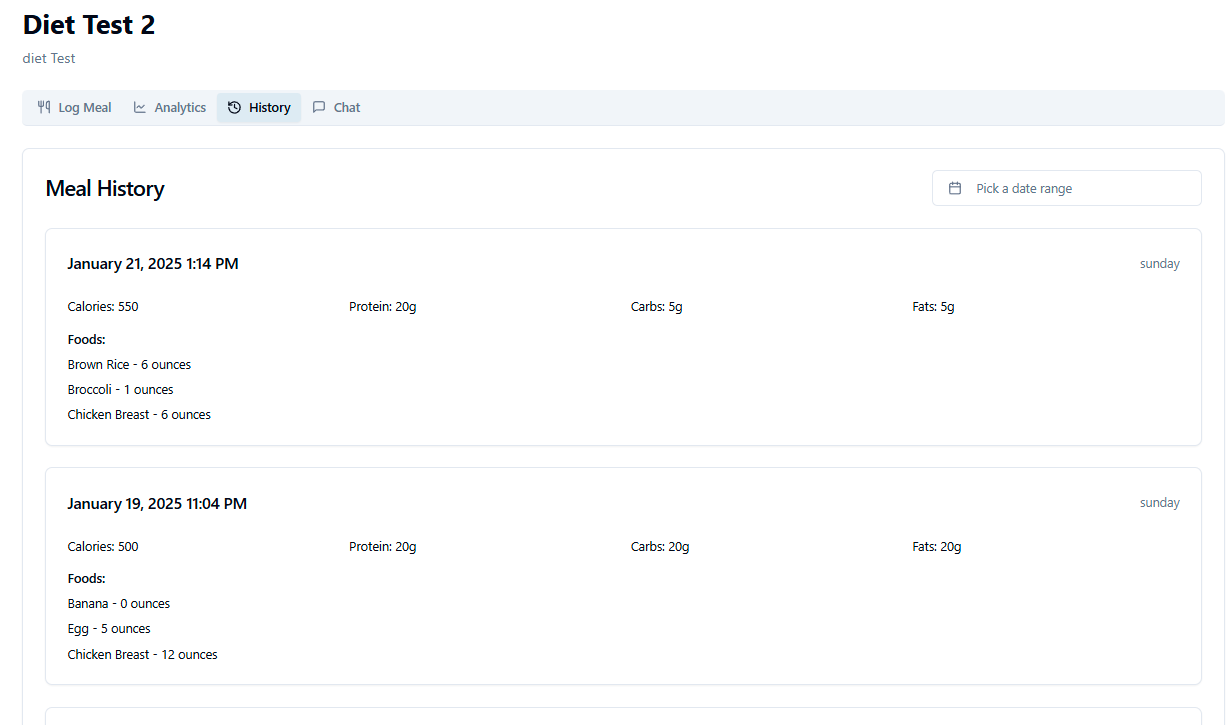 Diet Test 2
diet Test
Log Meal Analytics History Chat
Meal History
Pick a date range
January 21, 2025 1:14 PM
sunday
Calories: 550 Protein: 20g Carbs: 5g Fats: 5g
Foods:
Brown Rice - 6 ounces
Broccoli - 1 ounces
Chicken Breast - 6 ounces
January 19, 2025 11:04 PM
sunday
Calories: 500 Protein: 20g Carbs: 20g Fats: 20g
Foods:
Banana - 0 ounces
Egg - 5 ounces
Chicken Breast - 12 ounces